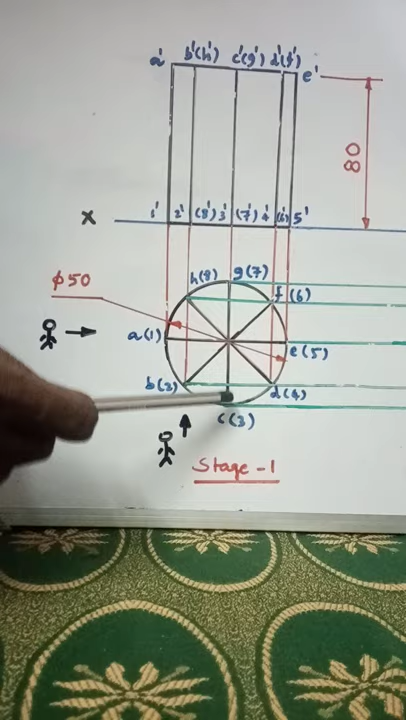 a' b'(h') c'(g') d'(f') e'
80
X 1' 2' (8') 3' (7') 4' (6') 5'
φ50
h(8) g(7)
f(6)
a(1) e(5)
b(2) d(4)
c(3)
Stage-1